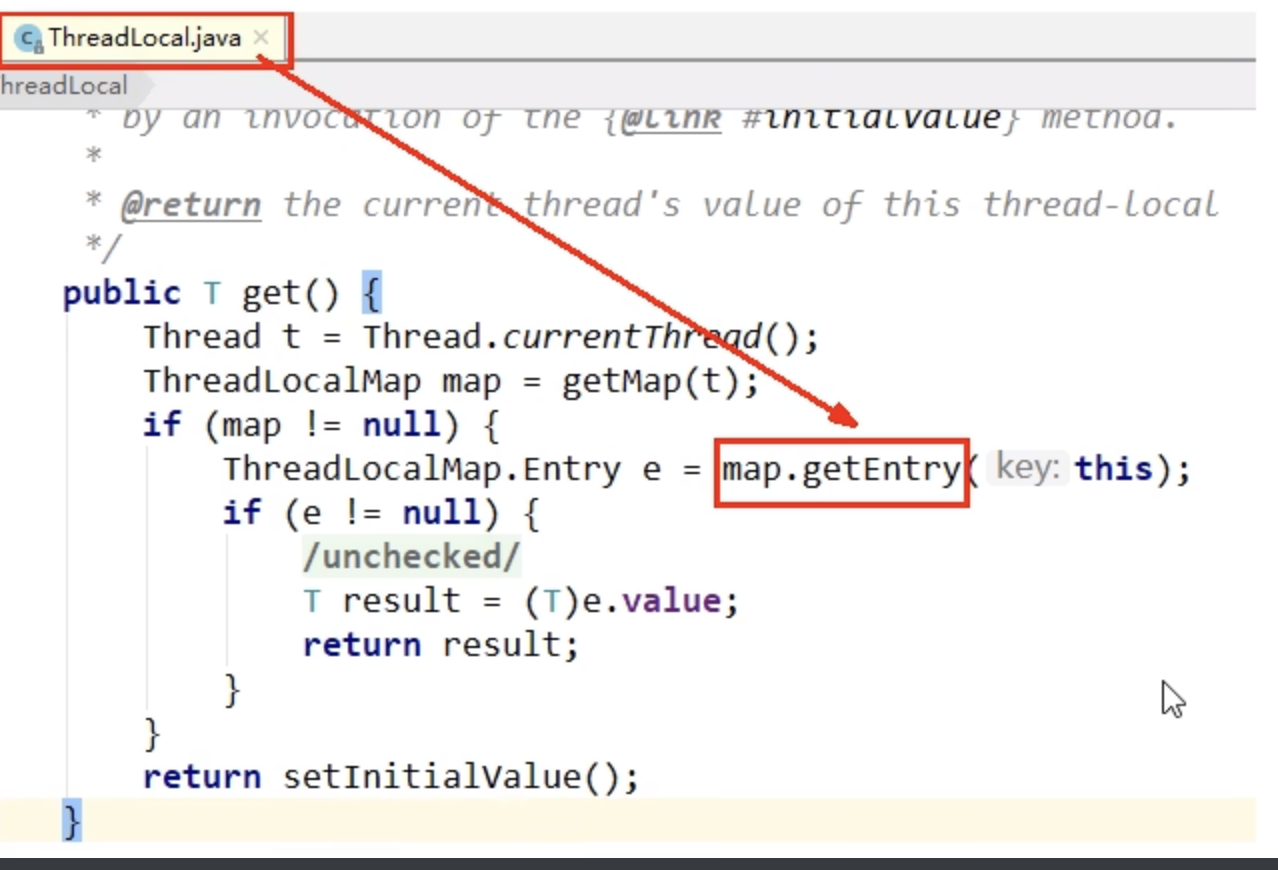 ThreadLocal.java
hreadLocal
* by an invocation of the {@link #initialValue} method.
*
* @return the current thread's value of this thread-local
*/
public T get() {
Thread t = Thread.currentThread();
ThreadLocalMap map = getMap(t);
if (map != null) {
ThreadLocalMap.Entry e = map.getEntry( key: this);
if (e != null) {
/unchecked/
T result = (T)e.value;
return result;
}
}
return setInitialValue();
}